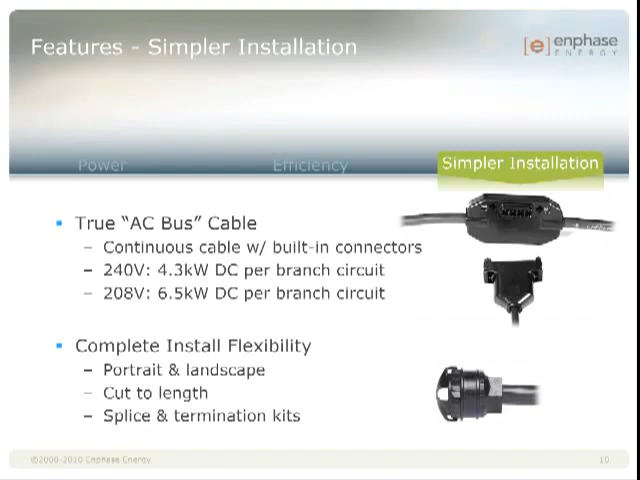 Features - Simpler Installation
[e] enphase
ENERGY
Power
Efficiency
Simpler Installation
True “AC Bus” Cable
– Continuous cable w/ built-in connectors
– 240V: 4.3kW DC per branch circuit
– 208V: 6.5kW DC per branch circuit
Complete Install Flexibility
– Portrait & landscape
– Cut to length
– Splice & termination kits
©2000-2010 Enphase Energy
10